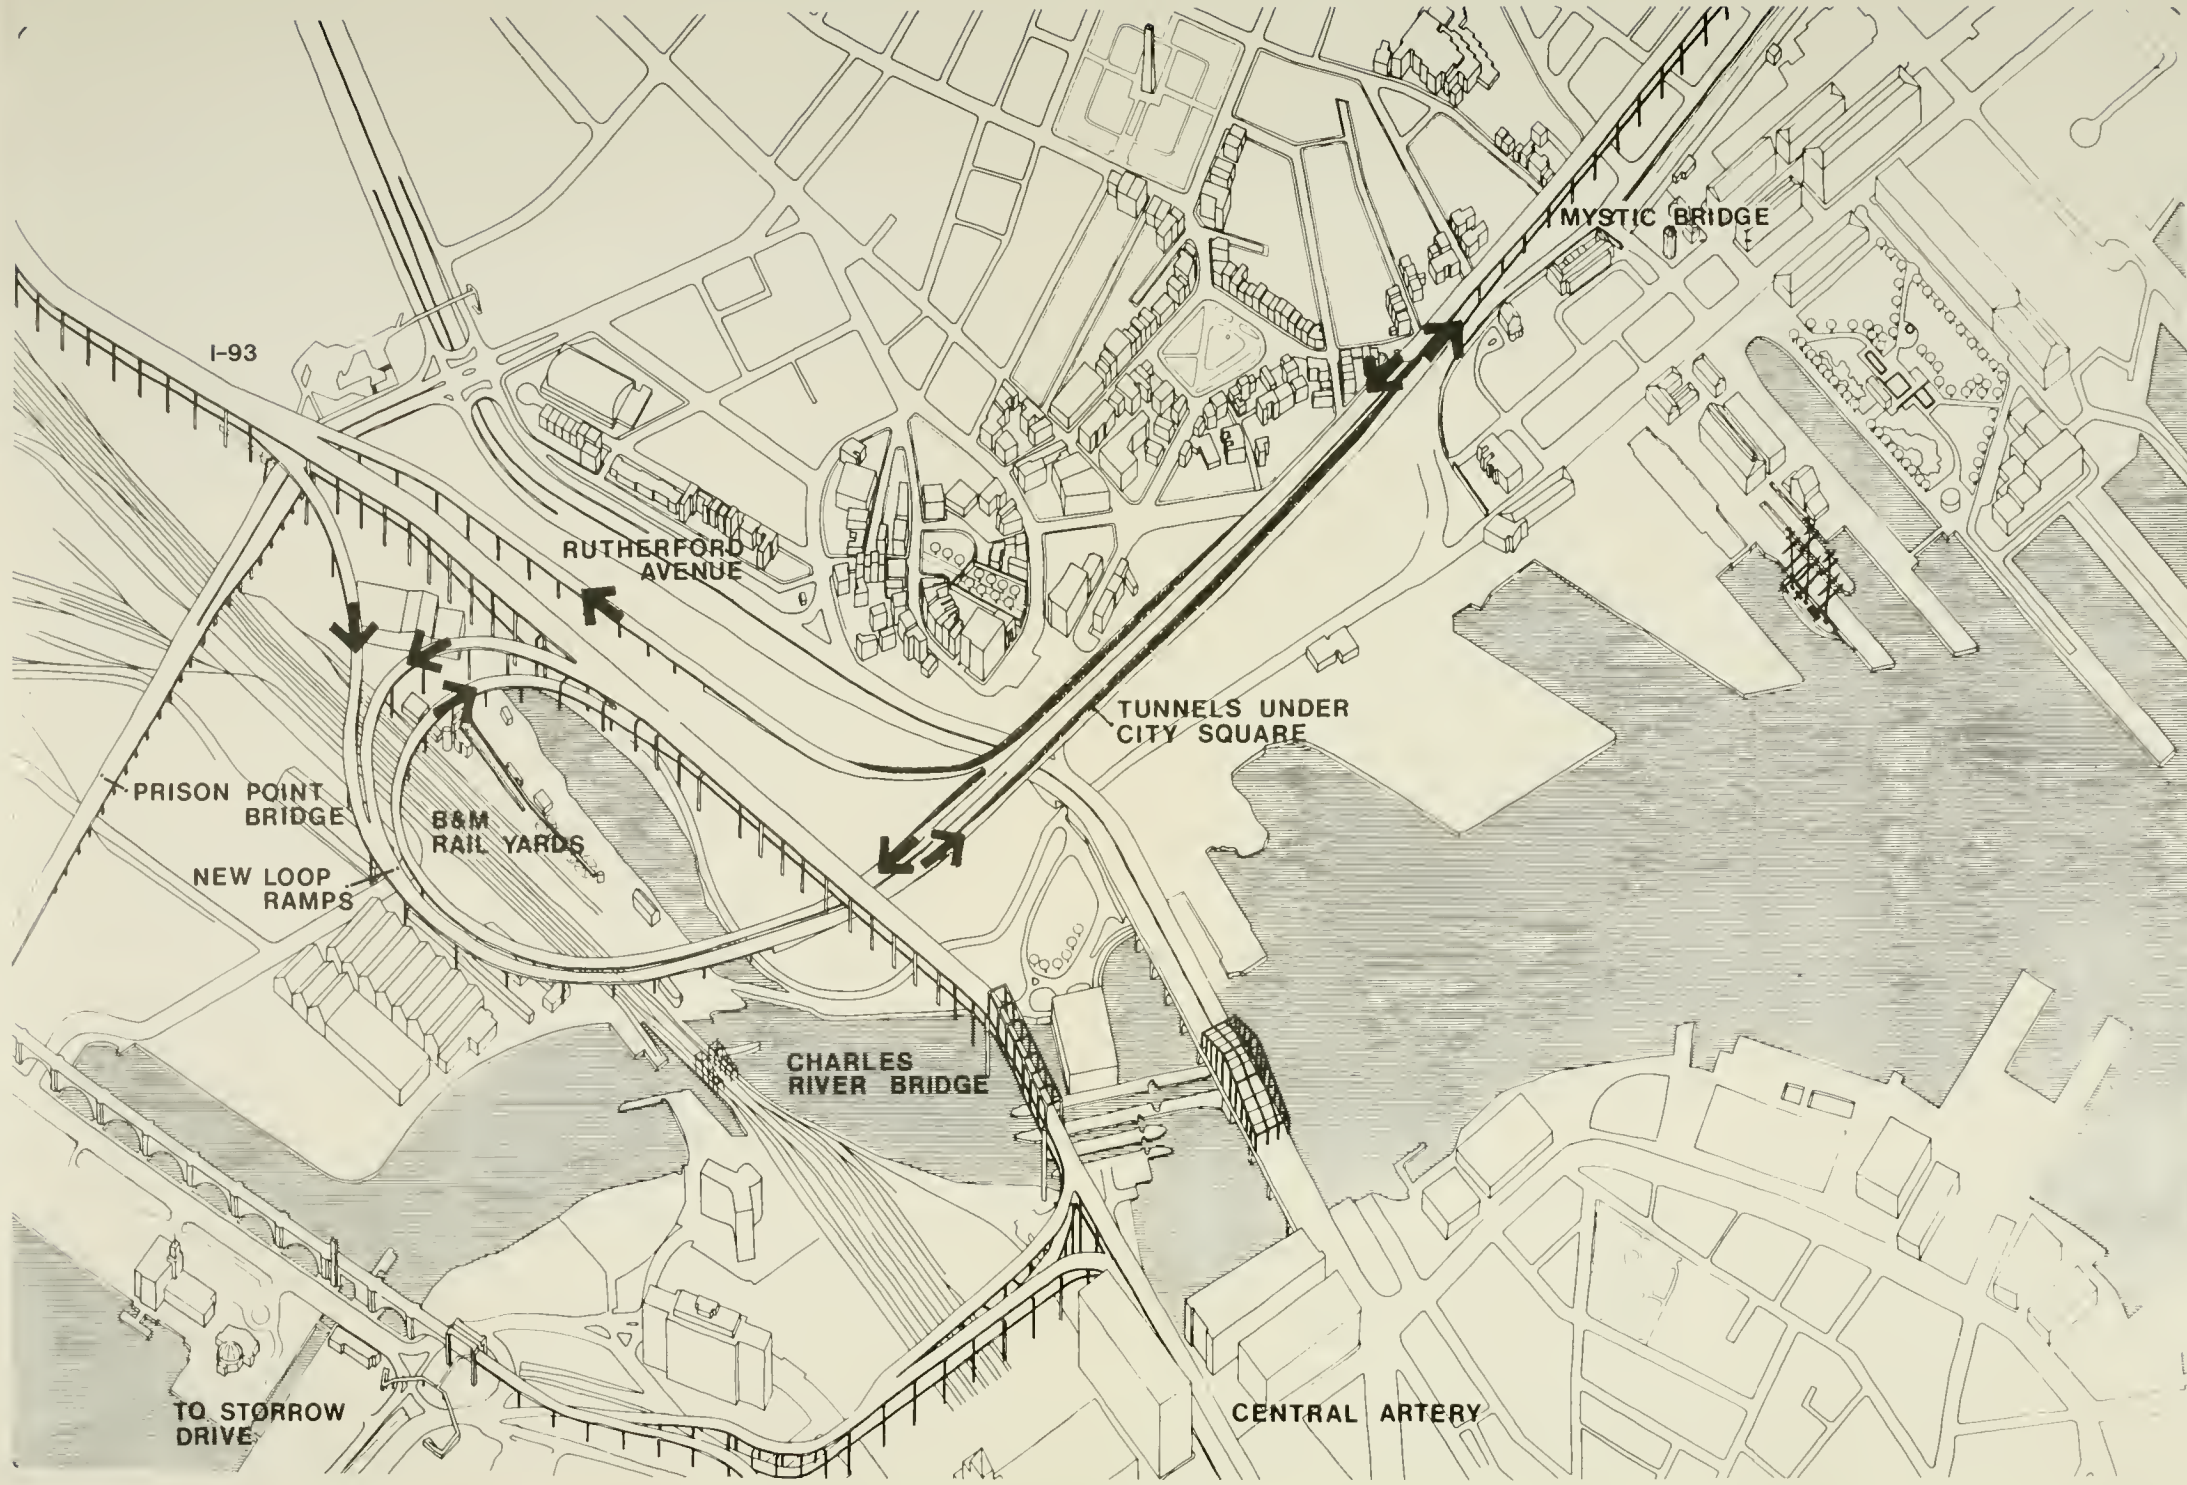 MYSTIC BRIDGE
I-93
RUTHERFORD
AVENUE
TUNNELS UNDER
CITY SQUARE
PRISON POINT
BRIDGE
B&M
RAIL YARDS
NEW LOOP
RAMPS
CHARLES
RIVER BRIDGE
TO STORROW
DRIVE
CENTRAL ARTERY